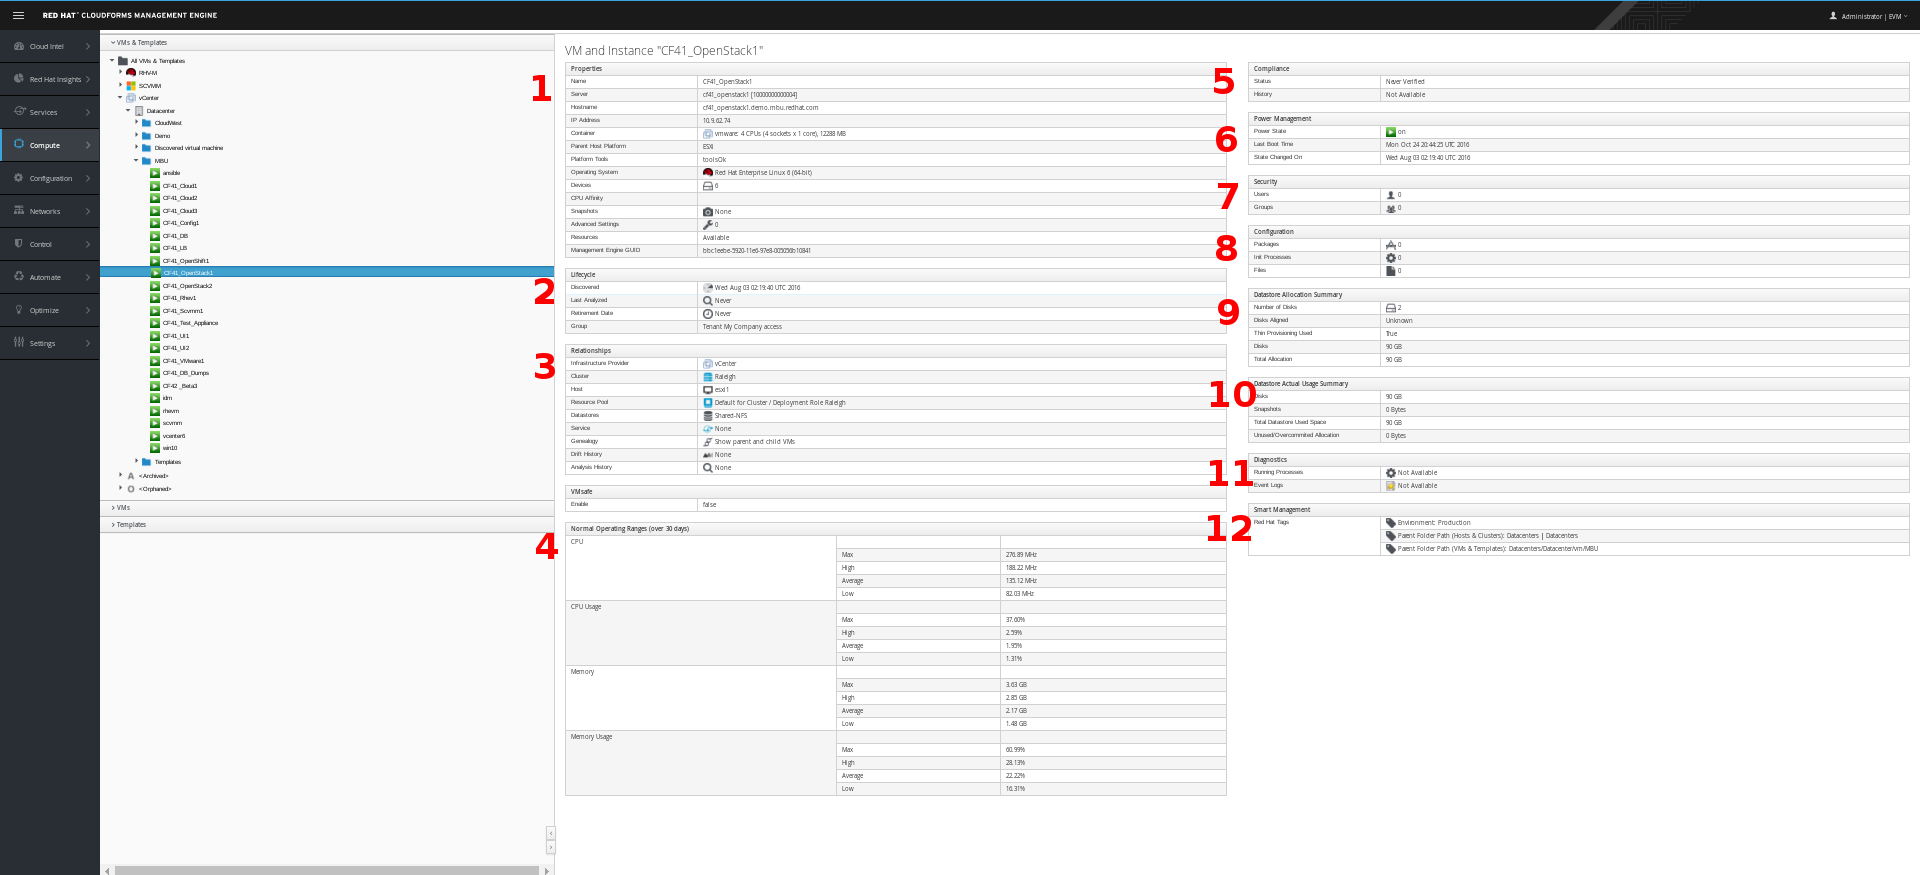 RED HAT® CLOUDFORMS MANAGEMENT ENGINE
Administrator | EVM
Cloud Intel
Red Hat Insights
Services
Compute
Configuration
Networks
Control
Automate
Optimize
Settings
VMs & Templates
All VMs & Templates
RHV-M
SCVMM
vCenter
Datacenter
CloudWest
Demo
Discovered virtual machine
MBU
ansible
CF41_Cloud1
CF41_Cloud2
CF41_Cloud3
CF41_Config1
CF41_DB
CF41_LB
CF41_OpenShift1
CF41_OpenStack1
CF41_OpenStack2
CF41_Rhev1
CF41_Scvmm1
CF41_Test_Appliance
CF41_UI1
CF41_UI2
CF41_VMware1
CF41_DB_Dumps
CF42_Beta3
idm
rhevm
scvmm
vcenter6
win10
Templates
<Archived>
<Orphaned>
VMs
Templates
1
2
3
4
VM and Instance "CF41_OpenStack1"
Properties
Name CF41_OpenStack1
Server cf41_openstack1 [10000000000004]
Hostname cf41_openstack1.demo.mbu.redhat.com
IP Address 10.9.62.74
Container vmware: 4 CPUs (4 sockets x 1 core), 12288 MB
Parent Host Platform ESXi
Platform Tools toolsOk
Operating System Red Hat Enterprise Linux 6 (64-bit)
Devices 6
CPU Affinity
Snapshots None
Advanced Settings 0
Resources Available
Management Engine GUID
Lifecycle
Discovered Wed Aug 03 02:19:40 UTC 2016
Last Analyzed Never
Retirement Date Never
Group Tenant My Company access
Relationships
Infrastructure Provider vCenter
Cluster Raleigh
Host esxi1
Resource Pool Default for Cluster / Deployment Role Raleigh
Datastores Shared-NFS
Service None
Genealogy Show parent and child VMs
Drift History None
Analysis History None
VMsafe
Enable false
Normal Operating Ranges (over 30 days)
CPU
Max 270.89 MHz
High 188.22 MHz
Average 135.12 MHz
Low 82.03 MHz
CPU Usage
Max 37.60%
High 2.59%
Average 1.95%
Low 1.31%
Memory
Max 3.63 GB
High 2.85 GB
Average 2.17 GB
Low 1.48 GB
Memory Usage
Max 60.99%
High 28.13%
Average 22.22%
Low 16.31%
5
6
7
8
9
10
11
12
Compliance
Status Never Verified
History Not Available
Power Management
Power State on
Last Boot Time Mon Oct 24 20:44:25 UTC 2016
State Changed On Wed Aug 03 02:19:40 UTC 2016
Security
Users 0
Groups 0
Configuration
Packages 0
Init Processes 0
Files 0
Datastore Allocation Summary
Number of Disks 2
Disks Aligned Unknown
Thin Provisioning Used True
Disks 90 GB
Total Allocation 90 GB
Datastore Actual Usage Summary
Disks 90 GB
Snapshots 0 Bytes
Total Datastore Used Space 90 GB
Unused/Overcommited Allocation 0 Bytes
Diagnostics
Running Processes Not Available
Event Logs Not Available
Smart Management
Red Hat Tags Environment: Production
Parent Folder Path (Hosts & Clusters): Datacenters | Datacenters
Parent Folder Path (VMs & Templates): Datacenters/Datacenter/vm/MBU